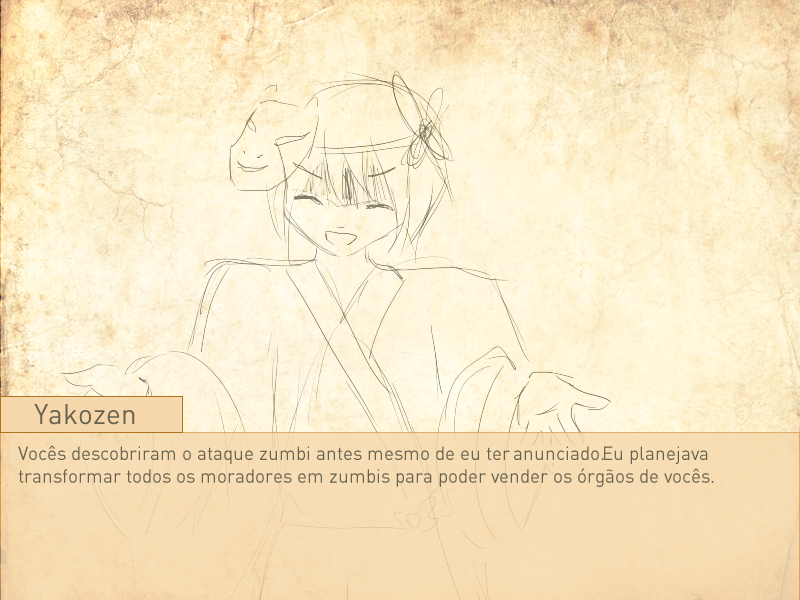 Yakozen
Vocês descobriram o ataque zumbi antes mesmo de eu ter anunciado.Eu planejava
transformar todos os moradores em zumbis para poder vender os órgãos de vocês.